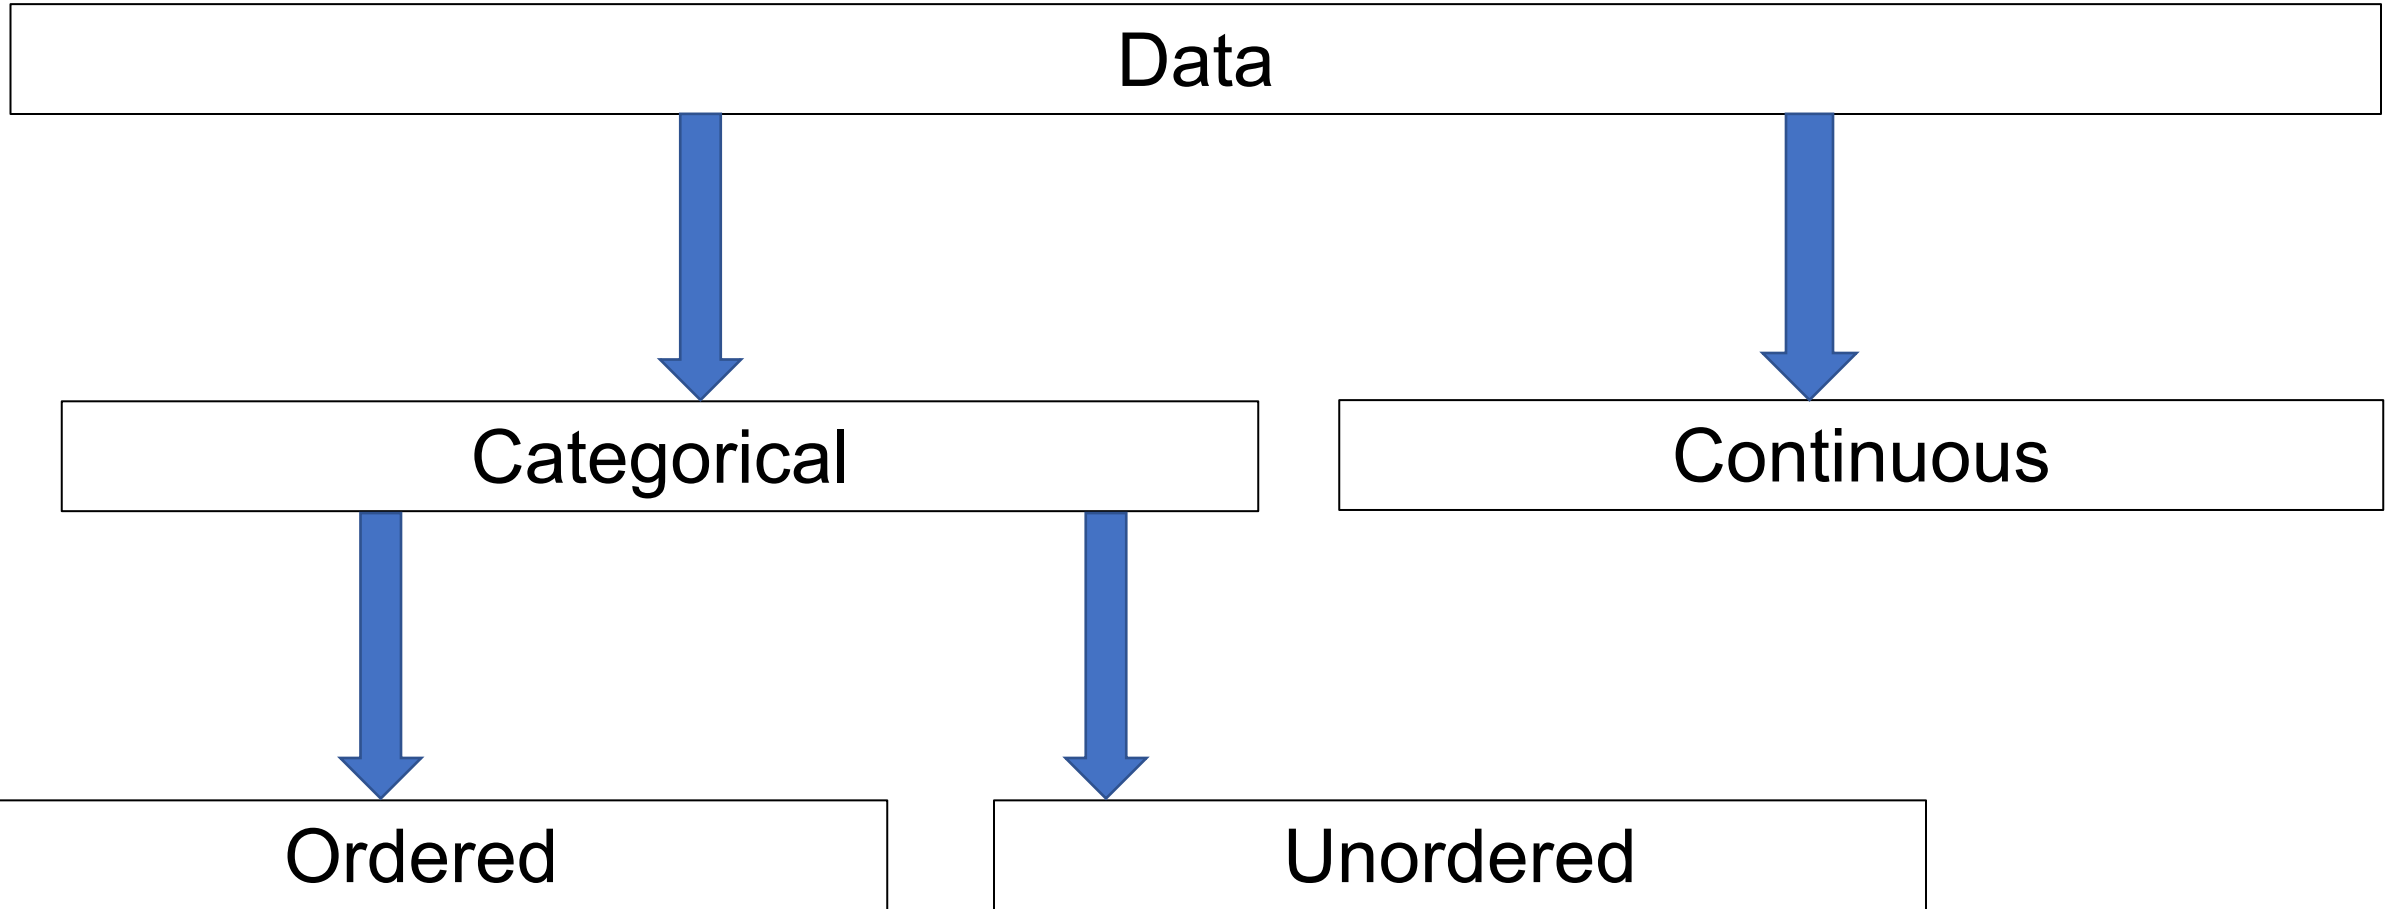 Data
Categorical
Continuous
Ordered
Unordered